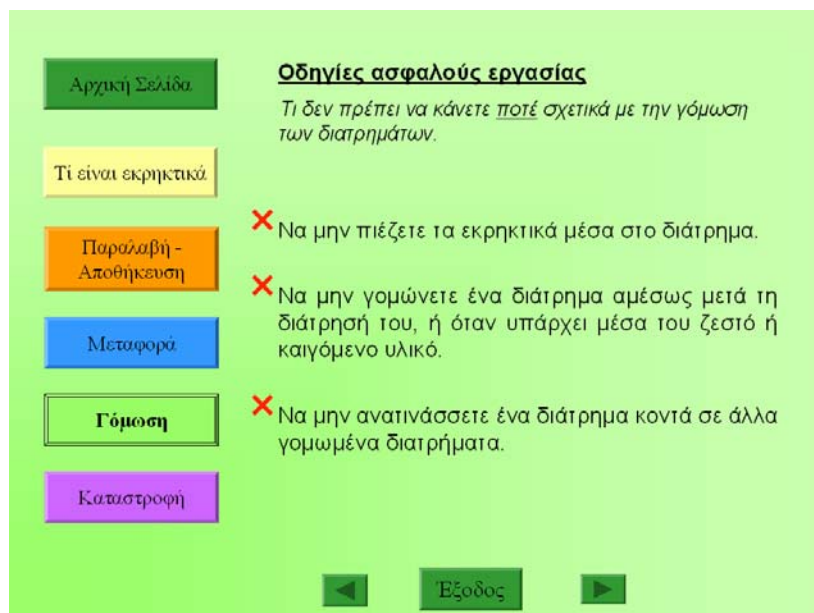 Αρχική Σελίδα
Τί είναι εκρηκτικά
Παραλαβή -
Αποθήκευση
Μεταφορά
Γόμωση
Καταστροφή
Οδηγίες ασφαλούς εργασίας
Τι δεν πρέπει να κάνετε ποτέ σχετικά με την γόμωση
των διατρημάτων.
Να μην πιέζετε τα εκρηκτικά μέσα στο διάτρημα.
Να μην γομώνετε ένα διάτρημα αμέσως μετά τη
διάτρησή του, ή όταν υπάρχει μέσα του ζεστό ή
καιγόμενο υλικό.
Να μην ανατινάσσετε ένα διάτρημα κοντά σε άλλα
γομωμένα διατρήματα.
Έξοδος